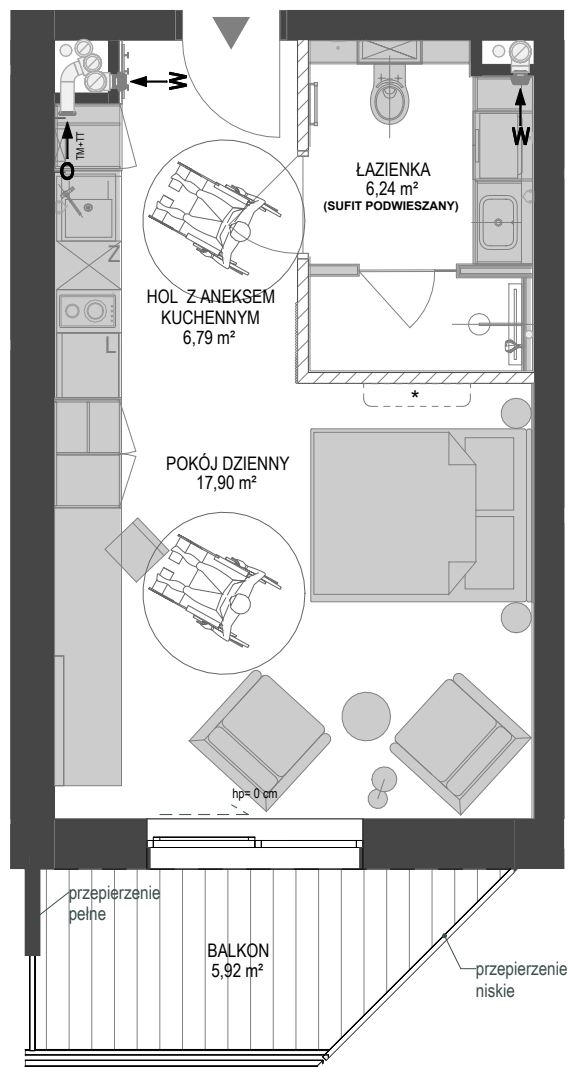 W
W
O
TM+TT
ŁAZIENKA
6,24 m²
(SUFIT PODWIESZANY)
Z
HOL Z ANEKSEM
KUCHENNYM
6,79 m²
L
*
POKÓJ DZIENNY
17,90 m²
hp= 0 cm
przepierzenie
pełne
BALKON
5,92 m²
przepierzenie
niskie